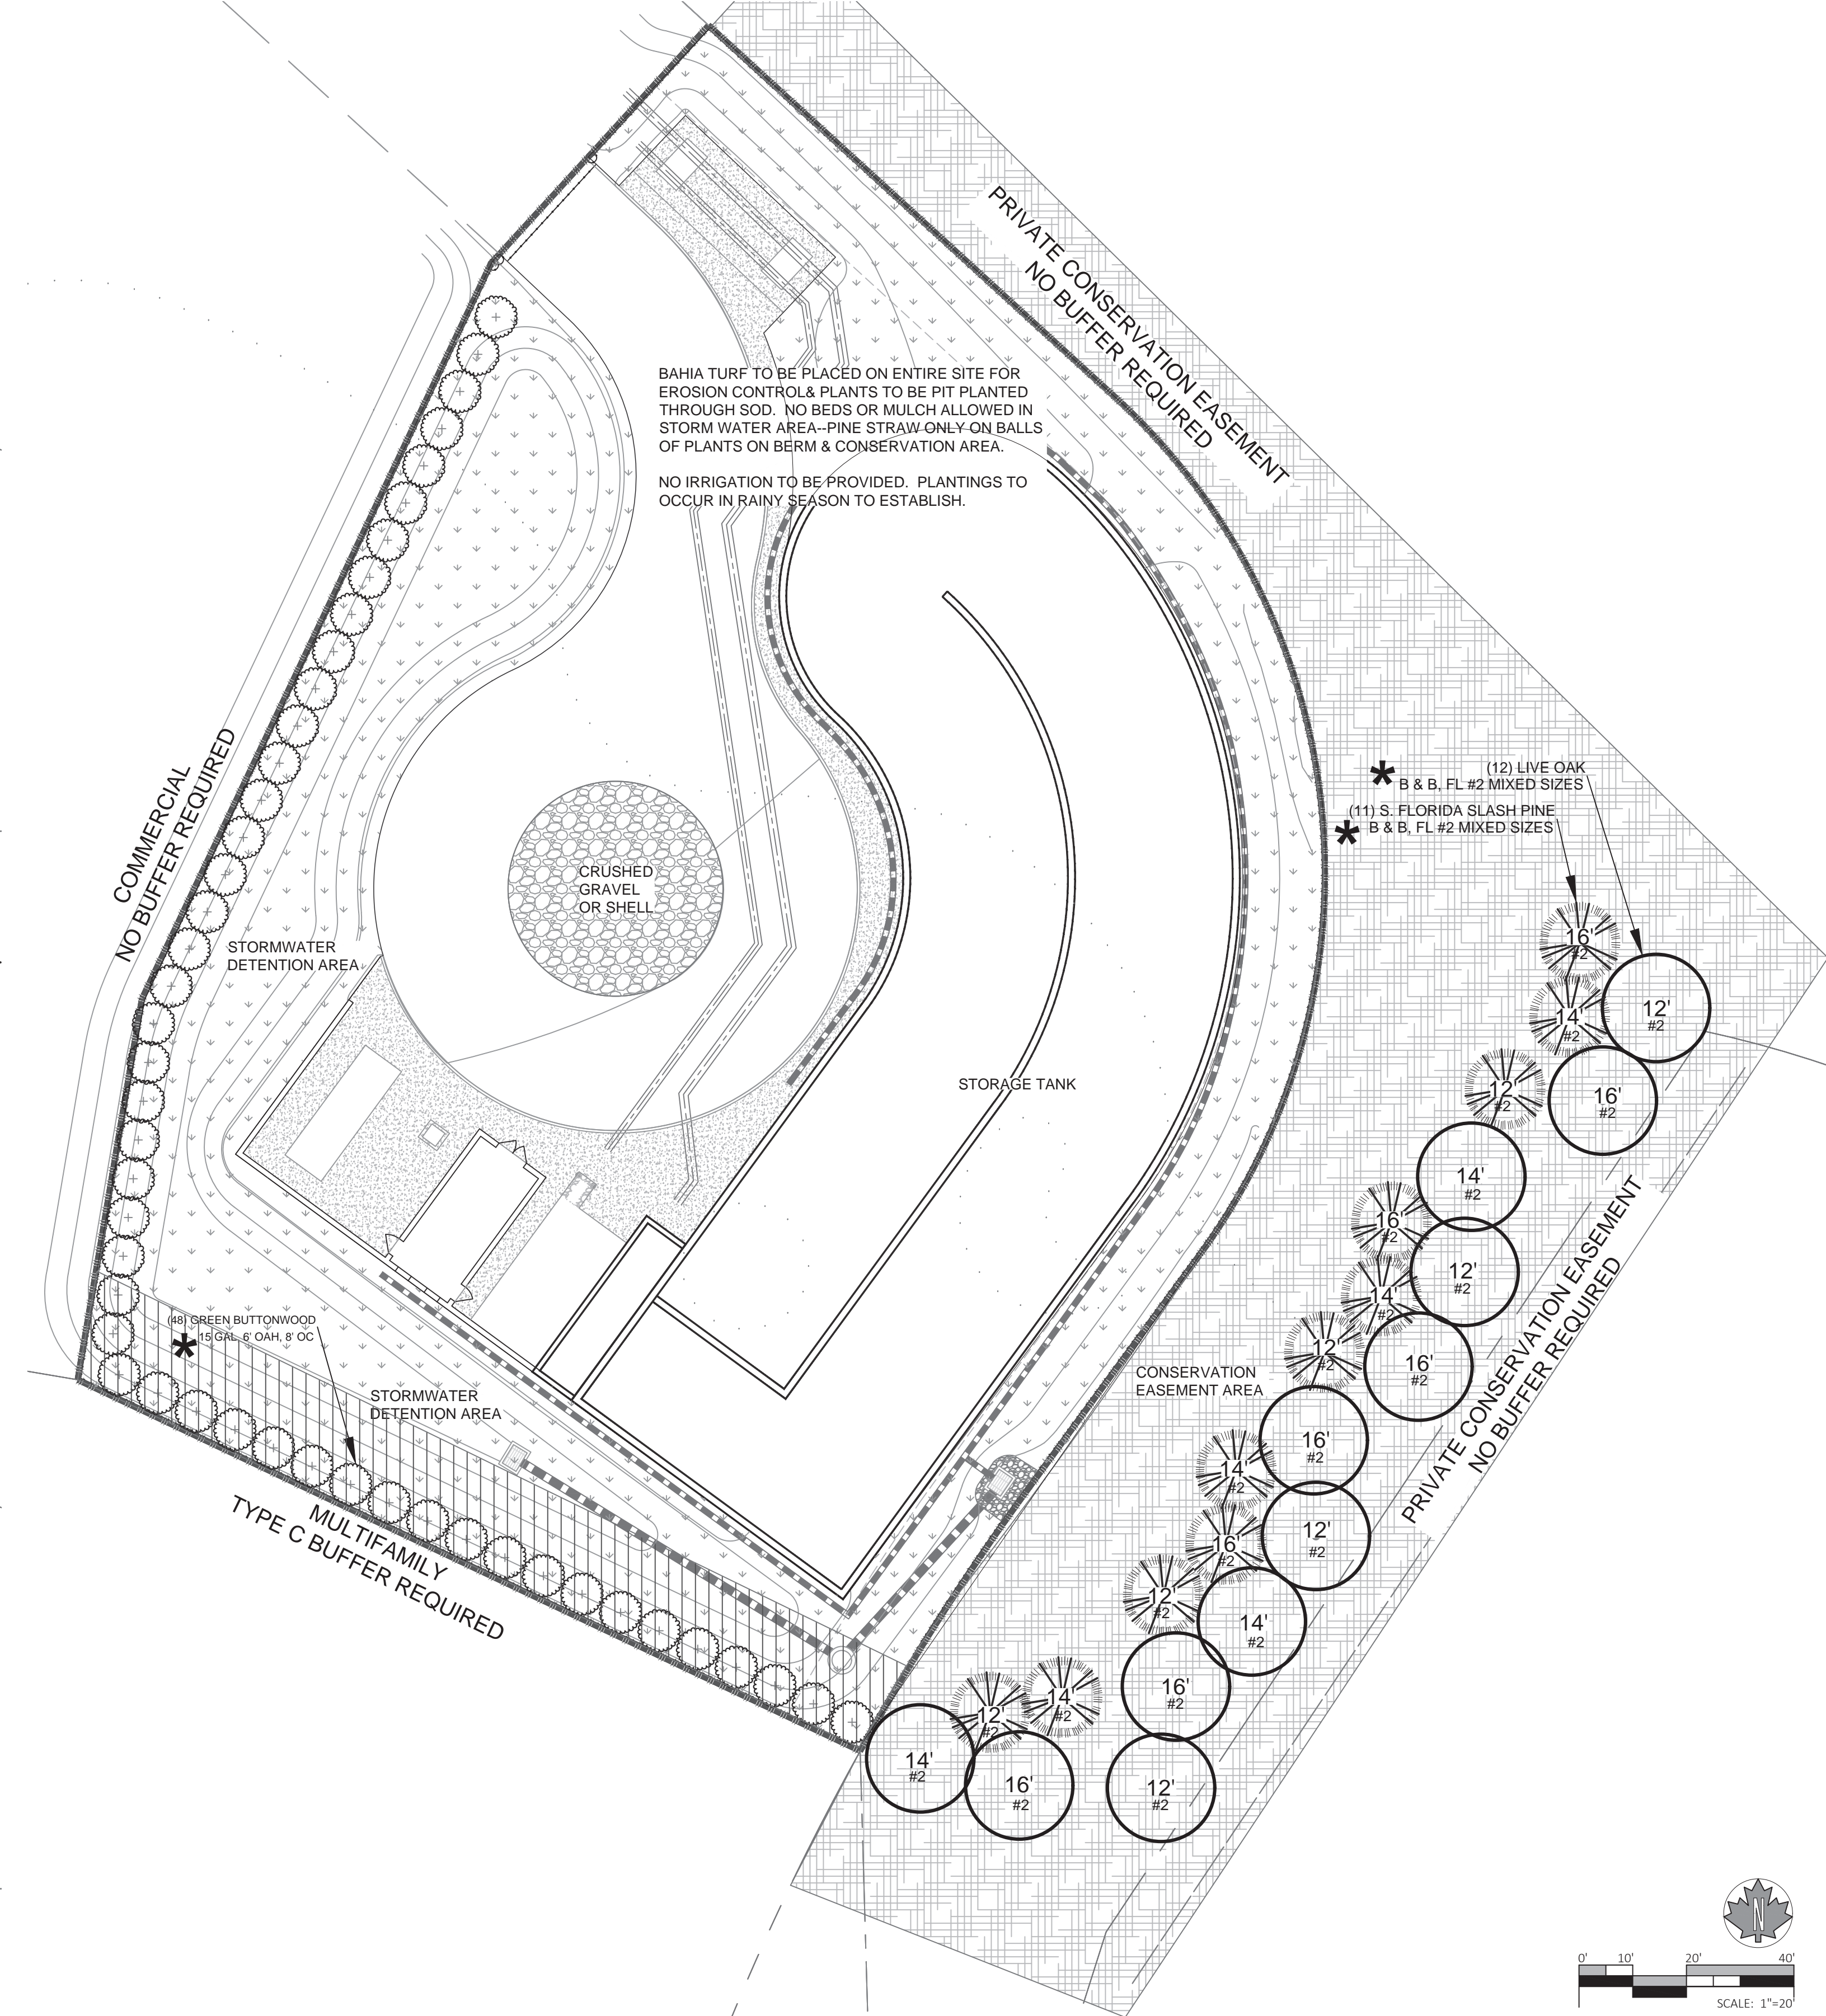 PRIVATE CONSERVATION EASEMENT
NO BUFFER REQUIRED
BAHIA TURF TO BE PLACED ON ENTIRE SITE FOR
EROSION CONTROL& PLANTS TO BE PIT PLANTED
THROUGH SOD. NO BEDS OR MULCH ALLOWED IN
STORM WATER AREA--PINE STRAW ONLY ON BALLS
OF PLANTS ON BERM & CONSERVATION AREA.
NO IRRIGATION TO BE PROVIDED. PLANTINGS TO
OCCUR IN RAINY SEASON TO ESTABLISH.
COMMERCIAL
NO BUFFER REQUIRED
* (12) LIVE OAK
B & B, FL #2 MIXED SIZES
(11) S. FLORIDA SLASH PINE
* B & B, FL #2 MIXED SIZES
CRUSHED
GRAVEL
OR SHELL
STORMWATER
DETENTION AREA
16'
#2
12'
#2
14'
#2
12'
#2
16'
#2
STORAGE TANK
14'
#2
16'
#2
12'
#2
14'
#2
12'
#2
16'
#2
PRIVATE CONSERVATION EASEMENT
NO BUFFER REQUIRED
(48) GREEN BUTTONWOOD
* 15 GAL, 6' OAH, 8' OC
STORMWATER
DETENTION AREA
CONSERVATION
EASEMENT AREA
16'
#2
14'
#2
12'
#2
16'
#2
12'
#2
14'
#2
MULTIFAMILY
TYPE C BUFFER REQUIRED
16'
#2
14'
#2
12'
#2
14'
#2
16'
#2
12'
#2
N
0' 10' 20' 40'
SCALE: 1"=20'